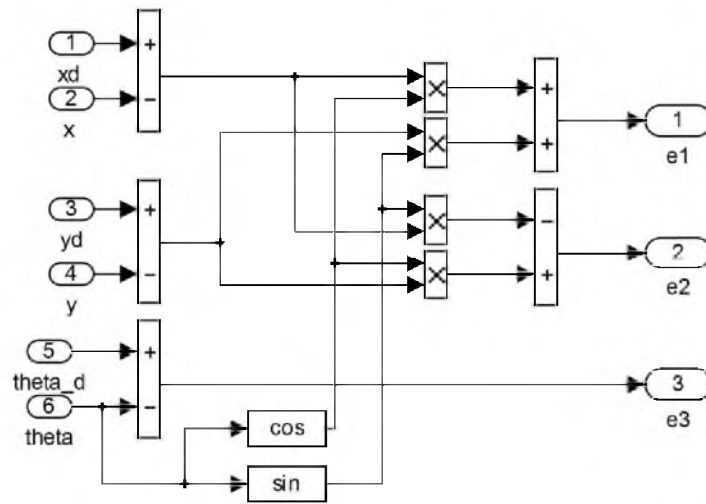 1
+
xd
2
−
x
×
+
1
×
+
e1
3
+
yd
4
−
y
×
−
2
×
+
e2
5
+
theta_d
6
−
theta
3
e3
cos
sin